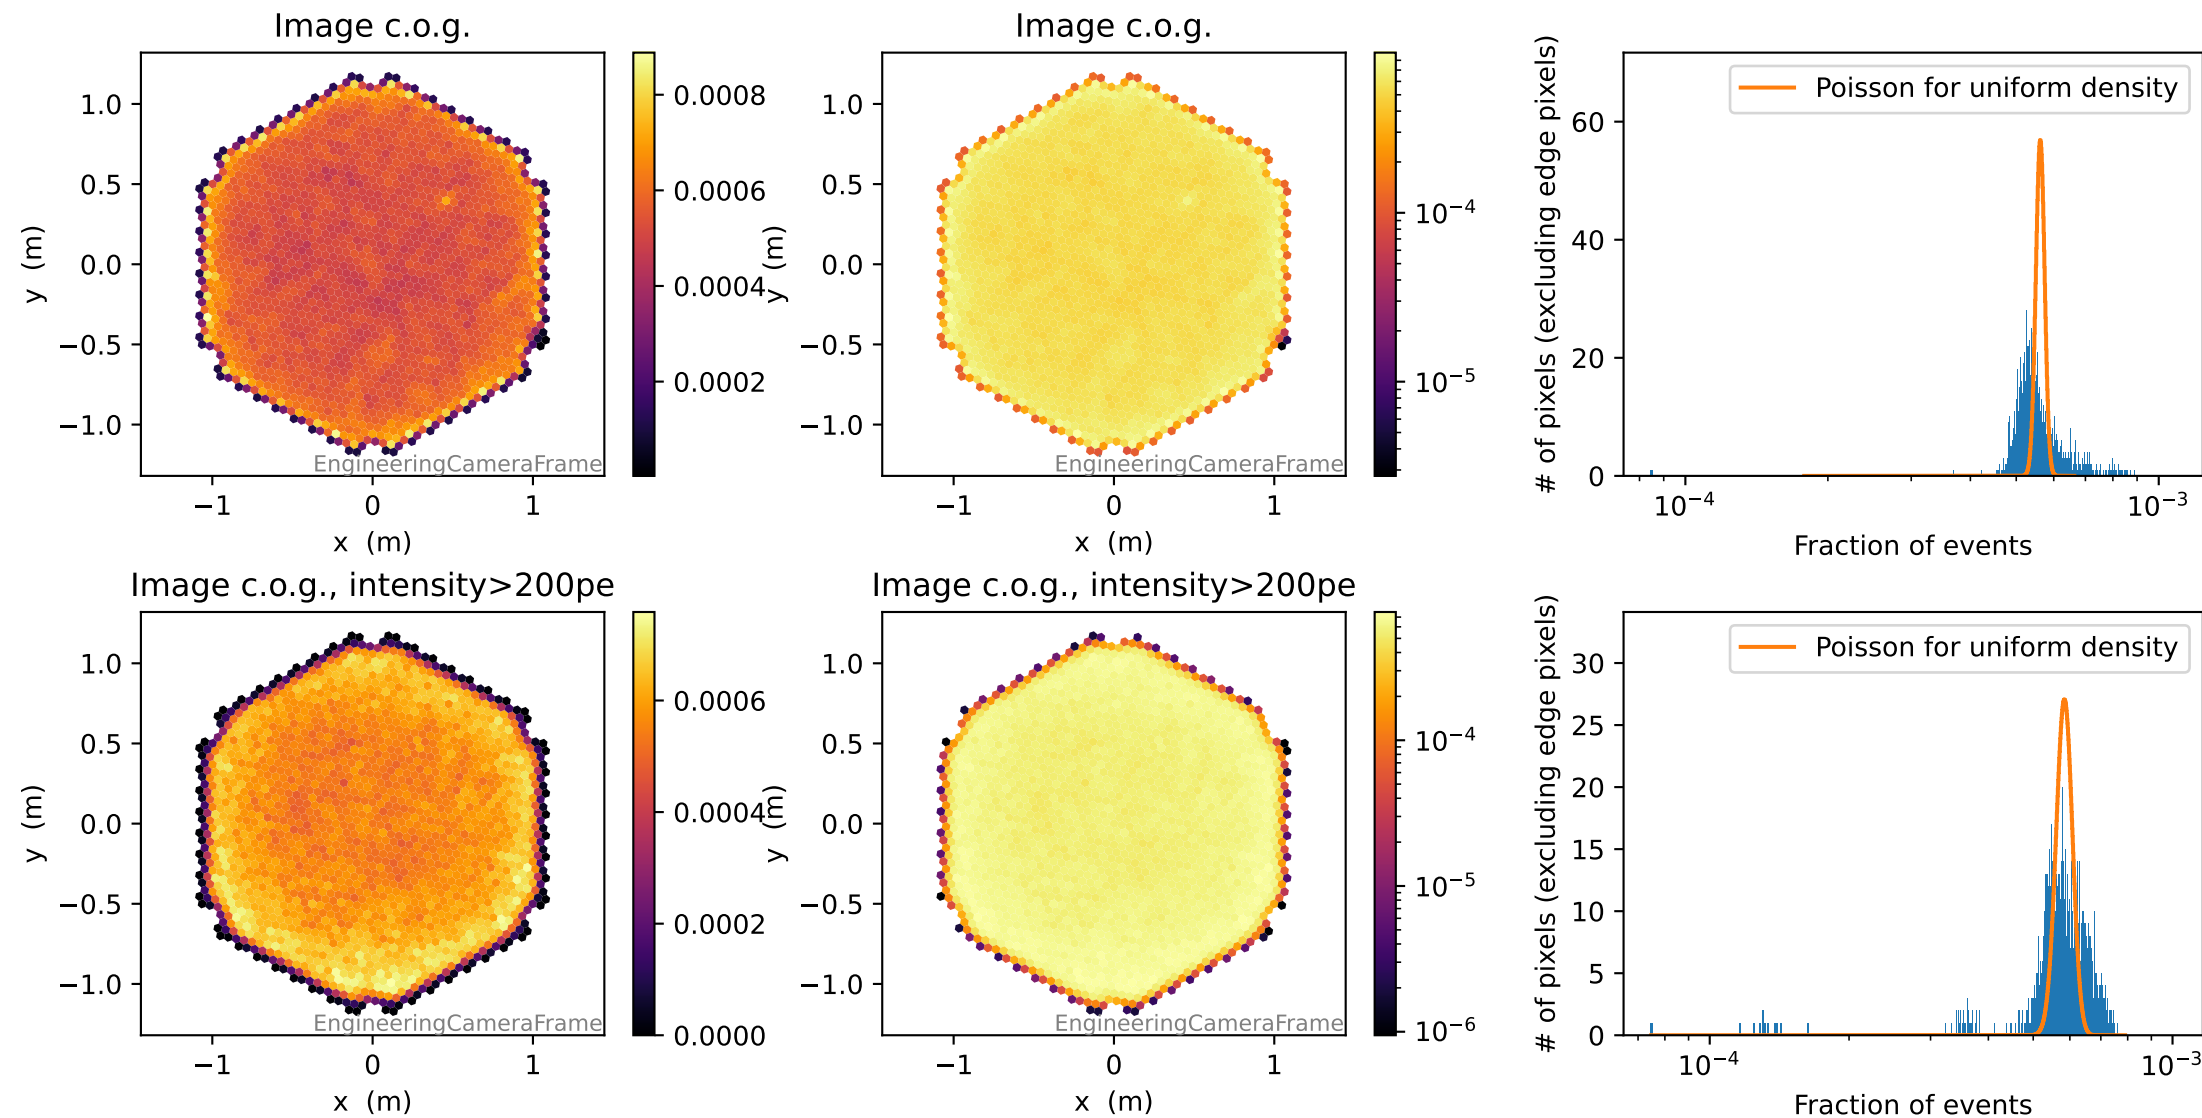 Image c.o.g.
1.0
0.5
0.0
−0.5
−1.0
y (m)
−1
0
1
x (m)
EngineeringCameraFrame
0.0008
0.0006
0.0004
0.0002
Image c.o.g.
1.0
0.5
0.0
−0.5
−1.0
y (m)
−1
0
1
x (m)
EngineeringCameraFrame
10−4
10−5
Poisson for uniform density
60
40
20
0
# of pixels (excluding edge pixels)
10−4
10−3
Fraction of events
Image c.o.g., intensity>200pe
1.0
0.5
0.0
−0.5
−1.0
y (m)
−1
0
1
x (m)
EngineeringCameraFrame
0.0006
0.0004
0.0002
0.0000
Image c.o.g., intensity>200pe
1.0
0.5
0.0
−0.5
−1.0
y (m)
−1
0
1
x (m)
EngineeringCameraFrame
10−4
10−5
10−6
Poisson for uniform density
30
25
20
15
10
5
0
# of pixels (excluding edge pixels)
10−4
10−3
Fraction of events